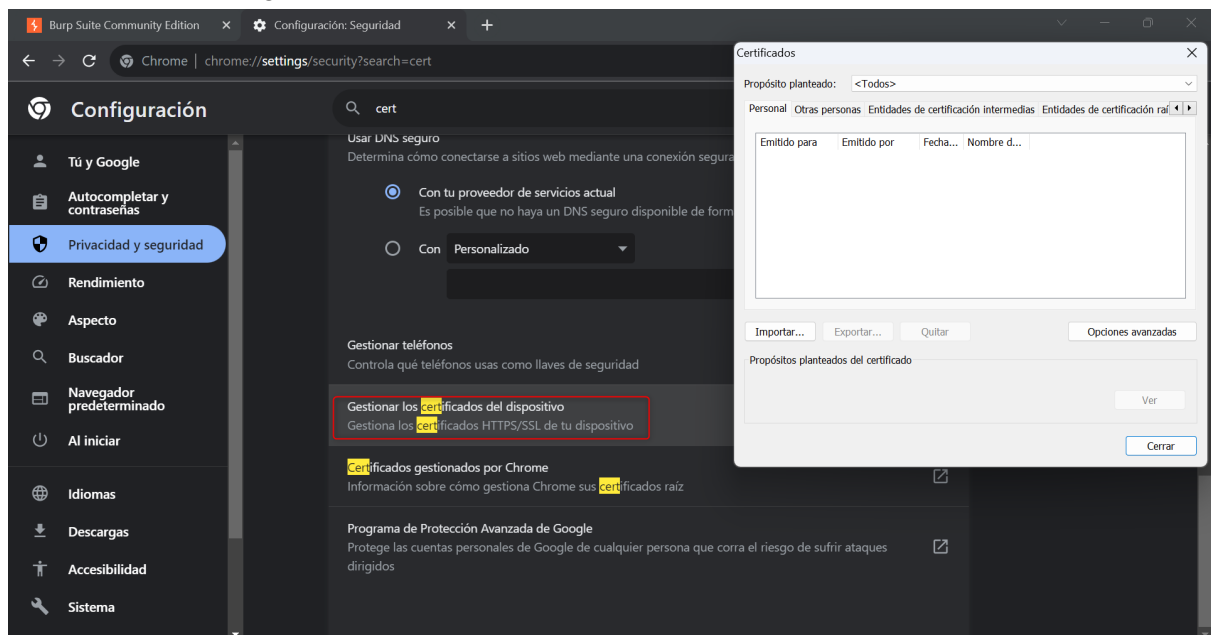 Burp Suite Community Edition
Configuración: Seguridad
Chrome | chrome://settings/security?search=cert
Configuración
cert
Tú y Google
Autocompletar y
contraseñas
Privacidad y seguridad
Rendimiento
Aspecto
Buscador
Navegador
predeterminado
Al iniciar
Idiomas
Descargas
Accesibilidad
Sistema
Usar DNS seguro
Determina cómo conectarse a sitios web mediante una conexión segura
Con tu proveedor de servicios actual
Es posible que no haya un DNS seguro disponible de form
Con Personalizado
Gestionar teléfonos
Controla qué teléfonos usas como llaves de seguridad
Gestionar los certificados del dispositivo
Gestiona los certificados HTTPS/SSL de tu dispositivo
Certificados gestionados por Chrome
Información sobre cómo gestiona Chrome sus certificados raíz
Programa de Protección Avanzada de Google
Protege las cuentas personales de Google de cualquier persona que corra el riesgo de sufrir ataques
dirigidos
Certificados
Propósito planteado: <Todos>
Personal Otras personas Entidades de certificación intermedias Entidades de certificación raí
Emitido para Emitido por Fecha... Nombre d...
Importar... Exportar... Quitar Opciones avanzadas
Propósitos planteados del certificado
Ver
Cerrar